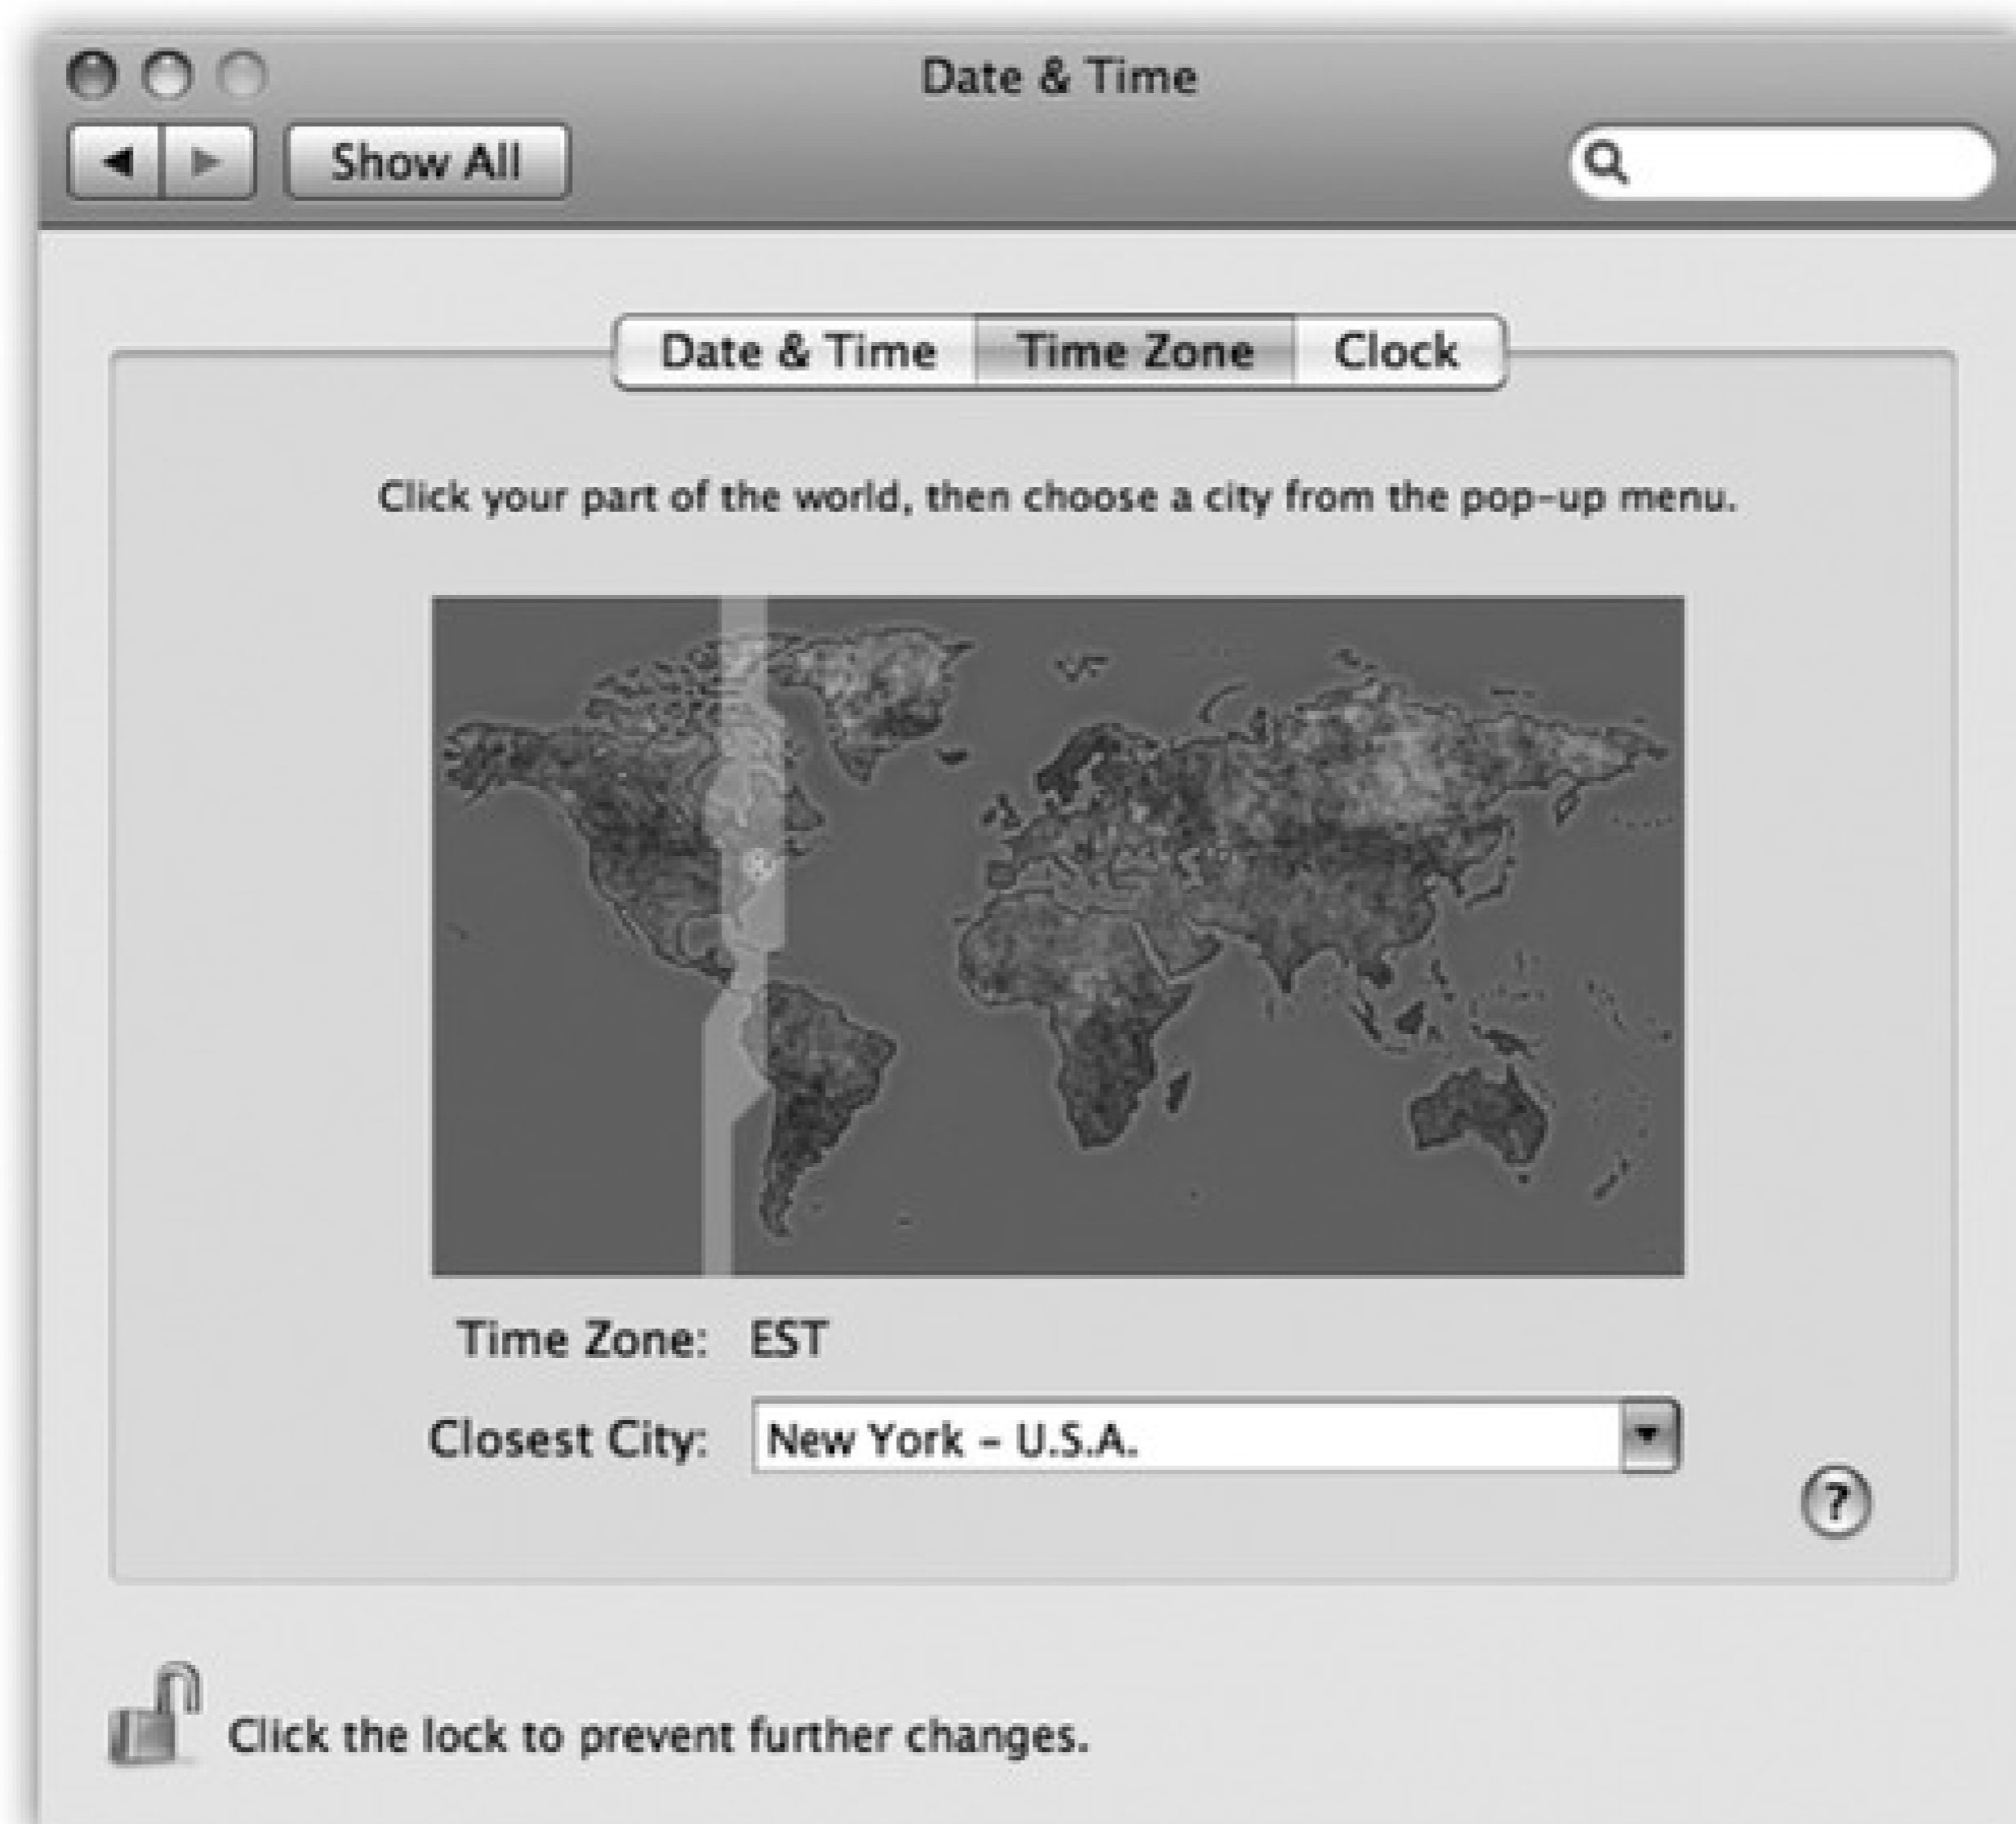 Date & Time
Show All
Date & Time Time Zone Clock
Click your part of the world, then choose a city from the pop-up menu.
Time Zone: EST
Closest City: New York – U.S.A.
?
Click the lock to prevent further changes.